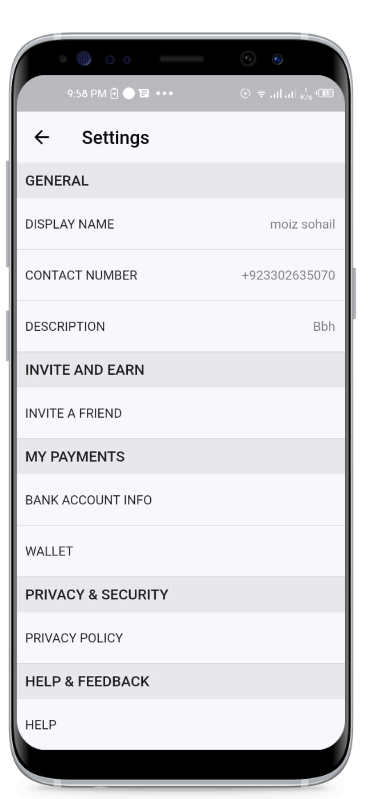 9:58 PM
K/s
Settings
GENERAL
DISPLAY NAME moiz sohail
CONTACT NUMBER +923302635070
DESCRIPTION Bbh
INVITE AND EARN
INVITE A FRIEND
MY PAYMENTS
BANK ACCOUNT INFO
WALLET
PRIVACY & SECURITY
PRIVACY POLICY
HELP & FEEDBACK
HELP